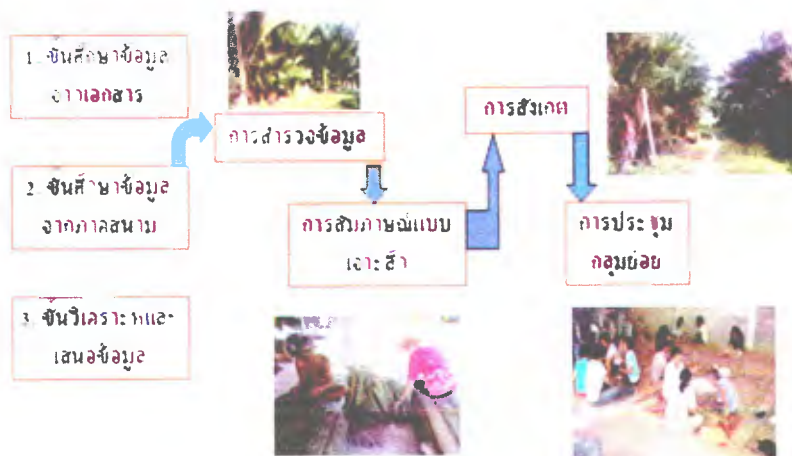 1. ขั้นศึกษาข้อมูล
จากเอกสาร
การสำรวจข้อมูล
การสังเกต
2. ขั้นศึกษาข้อมูล
จากภาคสนาม
การสัมภาษณ์แบบ
เจาะลึก
การประชุม
กลุ่มย่อย
3. ขั้นวิเคราะห์และ
เสนอข้อมูล